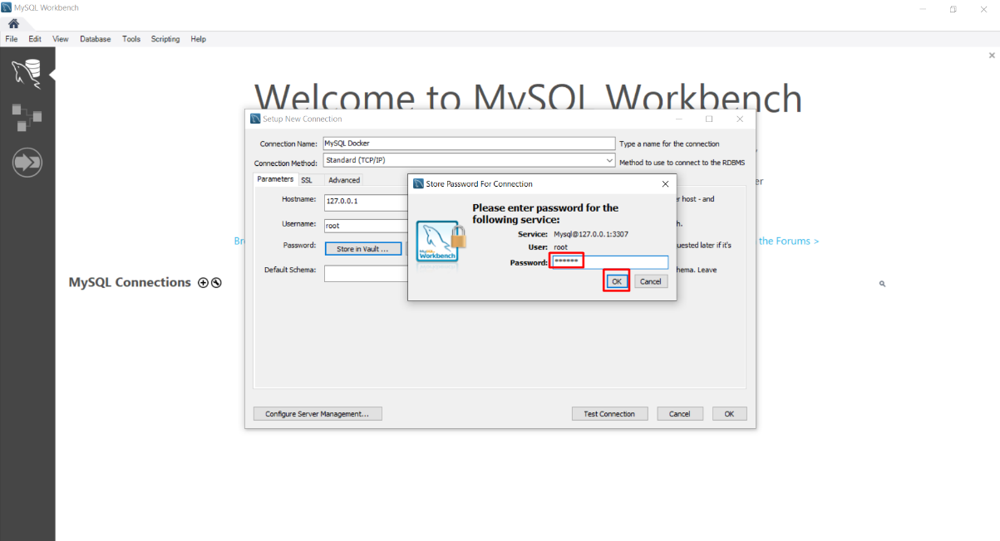 MySQL Workbench
File Edit View Database Tools Scripting Help
Welcome to MySQL Workbench
Setup New Connection
Connection Name: MySQL Docker Type a name for the connection
Connection Method: Standard (TCP/IP) Method to use to connect to the RDBMS
Parameters SSL Advanced
Hostname: 127.0.0.1
er host - and
Username: root
h.
Password: Store in Vault ...
uested later if it's
Default Schema:
hema. Leave
Store Password For Connection
Please enter password for the
following service:
Service: Mysql@127.0.0.1:3307
User: root
Password: ******
OK Cancel
MySQL
Workbench
er
Br
the Forums >
MySQL Connections
Configure Server Management... Test Connection Cancel OK